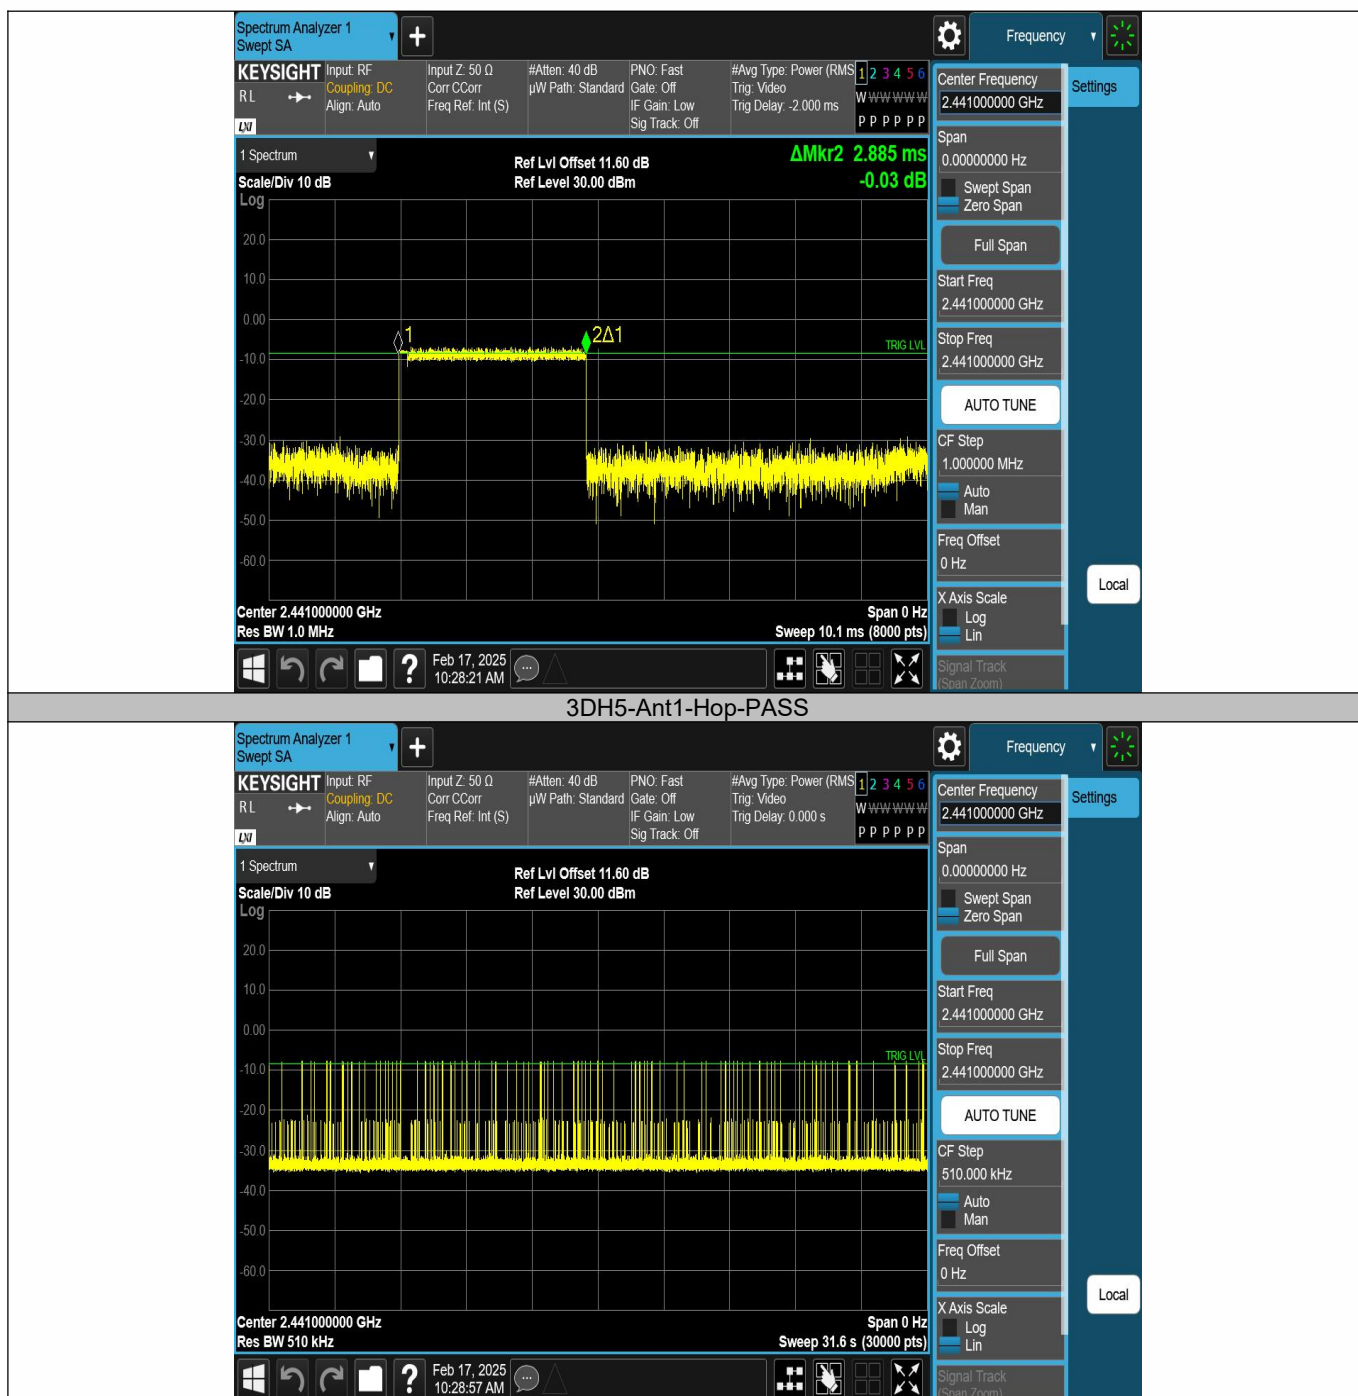 Spectrum Analyzer 1
Swept SA
Frequency
KEYSIGHT
R L
LXI
Input: RF
Coupling: DC
Align: Auto
Input Z: 50 Ω
Corr CCorr
Freq Ref: Int (S)
#Atten: 40 dB
µW Path: Standard
PNO: Fast
Gate: Off
IF Gain: Low
Sig Track: Off
#Avg Type: Power (RMS
Trig: Video
Trig Delay: -2.000 ms
1 2 3 4 5 6
W W W W W W
P P P P P P
1 Spectrum
Scale/Div 10 dB
Ref Lvl Offset 11.60 dB
Ref Level 30.00 dBm
ΔMkr2 2.885 ms
-0.03 dB
Log
20.0
10.0
0.00
-10.0
-20.0
-30.0
-40.0
-50.0
-60.0
1
2Δ1
TRIG LVL
Center 2.441000000 GHz
Res BW 1.0 MHz
Span 0 Hz
Sweep 10.1 ms (8000 pts)
Feb 17, 2025
10:28:21 AM
Center Frequency
2.441000000 GHz
Settings
Span
0.00000000 Hz
Swept Span
Zero Span
Full Span
Start Freq
2.441000000 GHz
Stop Freq
2.441000000 GHz
AUTO TUNE
CF Step
1.000000 MHz
Auto
Man
Freq Offset
0 Hz
X Axis Scale
Log
Lin
Signal Track
(Span Zoom)
Local
3DH5-Ant1-Hop-PASS
Spectrum Analyzer 1
Swept SA
Frequency
KEYSIGHT
R L
LXI
Input: RF
Coupling: DC
Align: Auto
Input Z: 50 Ω
Corr CCorr
Freq Ref: Int (S)
#Atten: 40 dB
µW Path: Standard
PNO: Fast
Gate: Off
IF Gain: Low
Sig Track: Off
#Avg Type: Power (RMS
Trig: Video
Trig Delay: 0.000 s
1 2 3 4 5 6
W W W W W W
P P P P P P
1 Spectrum
Scale/Div 10 dB
Ref Lvl Offset 11.60 dB
Ref Level 30.00 dBm
Log
20.0
10.0
0.00
-10.0
-20.0
-30.0
-40.0
-50.0
-60.0
TRIG LVL
Center 2.441000000 GHz
Res BW 510 kHz
Span 0 Hz
Sweep 31.6 s (30000 pts)
Feb 17, 2025
10:28:57 AM
Center Frequency
2.441000000 GHz
Settings
Span
0.00000000 Hz
Swept Span
Zero Span
Full Span
Start Freq
2.441000000 GHz
Stop Freq
2.441000000 GHz
AUTO TUNE
CF Step
510.000 kHz
Auto
Man
Freq Offset
0 Hz
X Axis Scale
Log
Lin
Signal Track
(Span Zoom)
Local